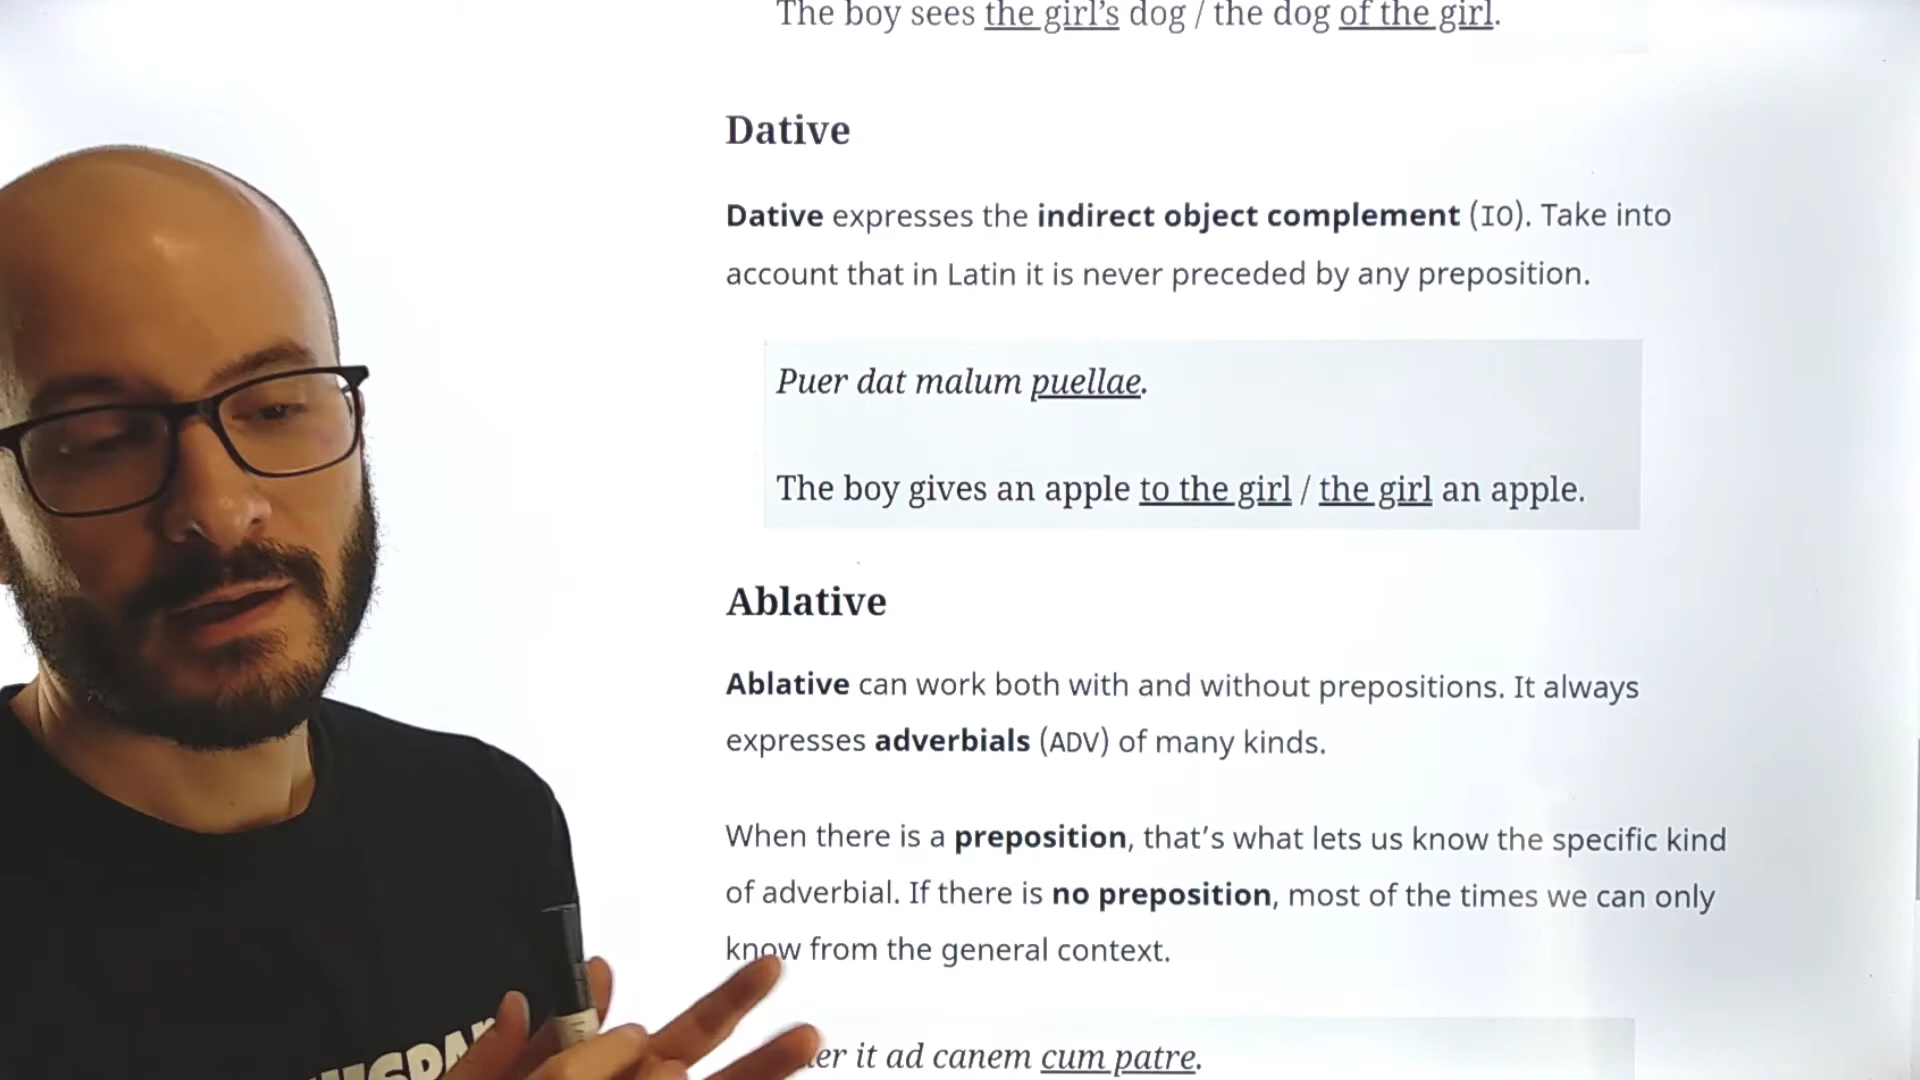 The boy sees the girl's dog / the dog of the girl.
Dative
Dative expresses the indirect object complement (IO). Take into
account that in Latin it is never preceded by any preposition.
Puer dat malum puellae.
The boy gives an apple to the girl / the girl an apple.
Ablative
Ablative can work both with and without prepositions. It always
expresses adverbials (ADV) of many kinds.
When there is a preposition, that’s what lets us know the specific kind
of adverbial. If there is no preposition, most of the times we can only
know from the general context.
it ad canem cum patre.